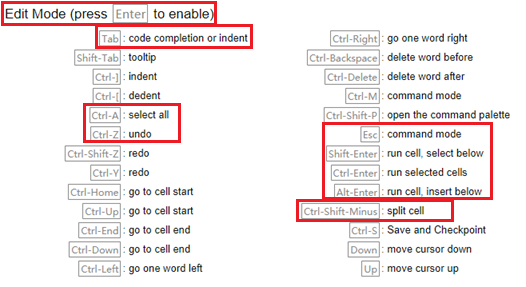 Edit Mode (press Enter to enable)
Tab : code completion or indent
Shift-Tab : tooltip
Ctrl-] : indent
Ctrl-[ : dedent
Ctrl-A : select all
Ctrl-Z : undo
Ctrl-Shift-Z : redo
Ctrl-Y : redo
Ctrl-Home : go to cell start
Ctrl-Up : go to cell start
Ctrl-End : go to cell end
Ctrl-Down : go to cell end
Ctrl-Left : go one word left
Ctrl-Right : go one word right
Ctrl-Backspace : delete word before
Ctrl-Delete : delete word after
Ctrl-M : command mode
Ctrl-Shift-P : open the command palette
Esc : command mode
Shift-Enter : run cell, select below
Ctrl-Enter : run selected cells
Alt-Enter : run cell, insert below
Ctrl-Shift-Minus : split cell
Ctrl-S : Save and Checkpoint
Down : move cursor down
Up : move cursor up